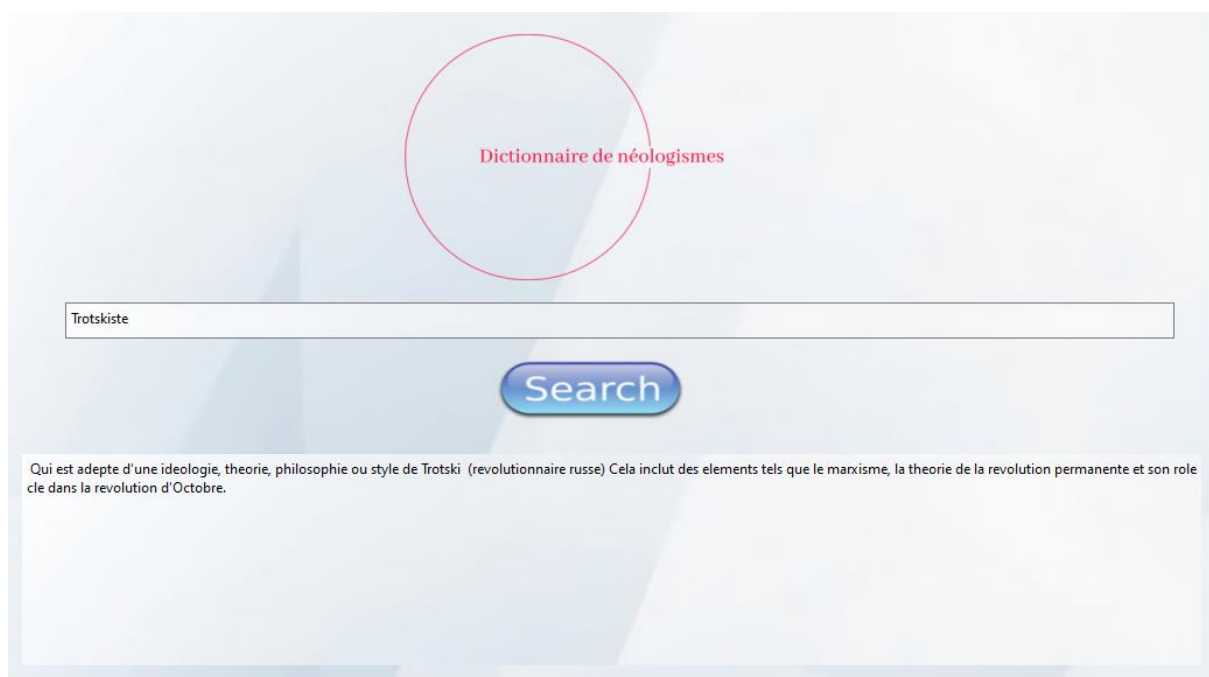 Dictionnaire de néologismes
Trotskiste
Search
Qui est adepte d'une ideologie, theorie, philosophie ou style de Trotski  (revolutionnaire russe) Cela inclut des elements tels que le marxisme, la theorie de la revolution permanente et son role
cle dans la revolution d'Octobre.